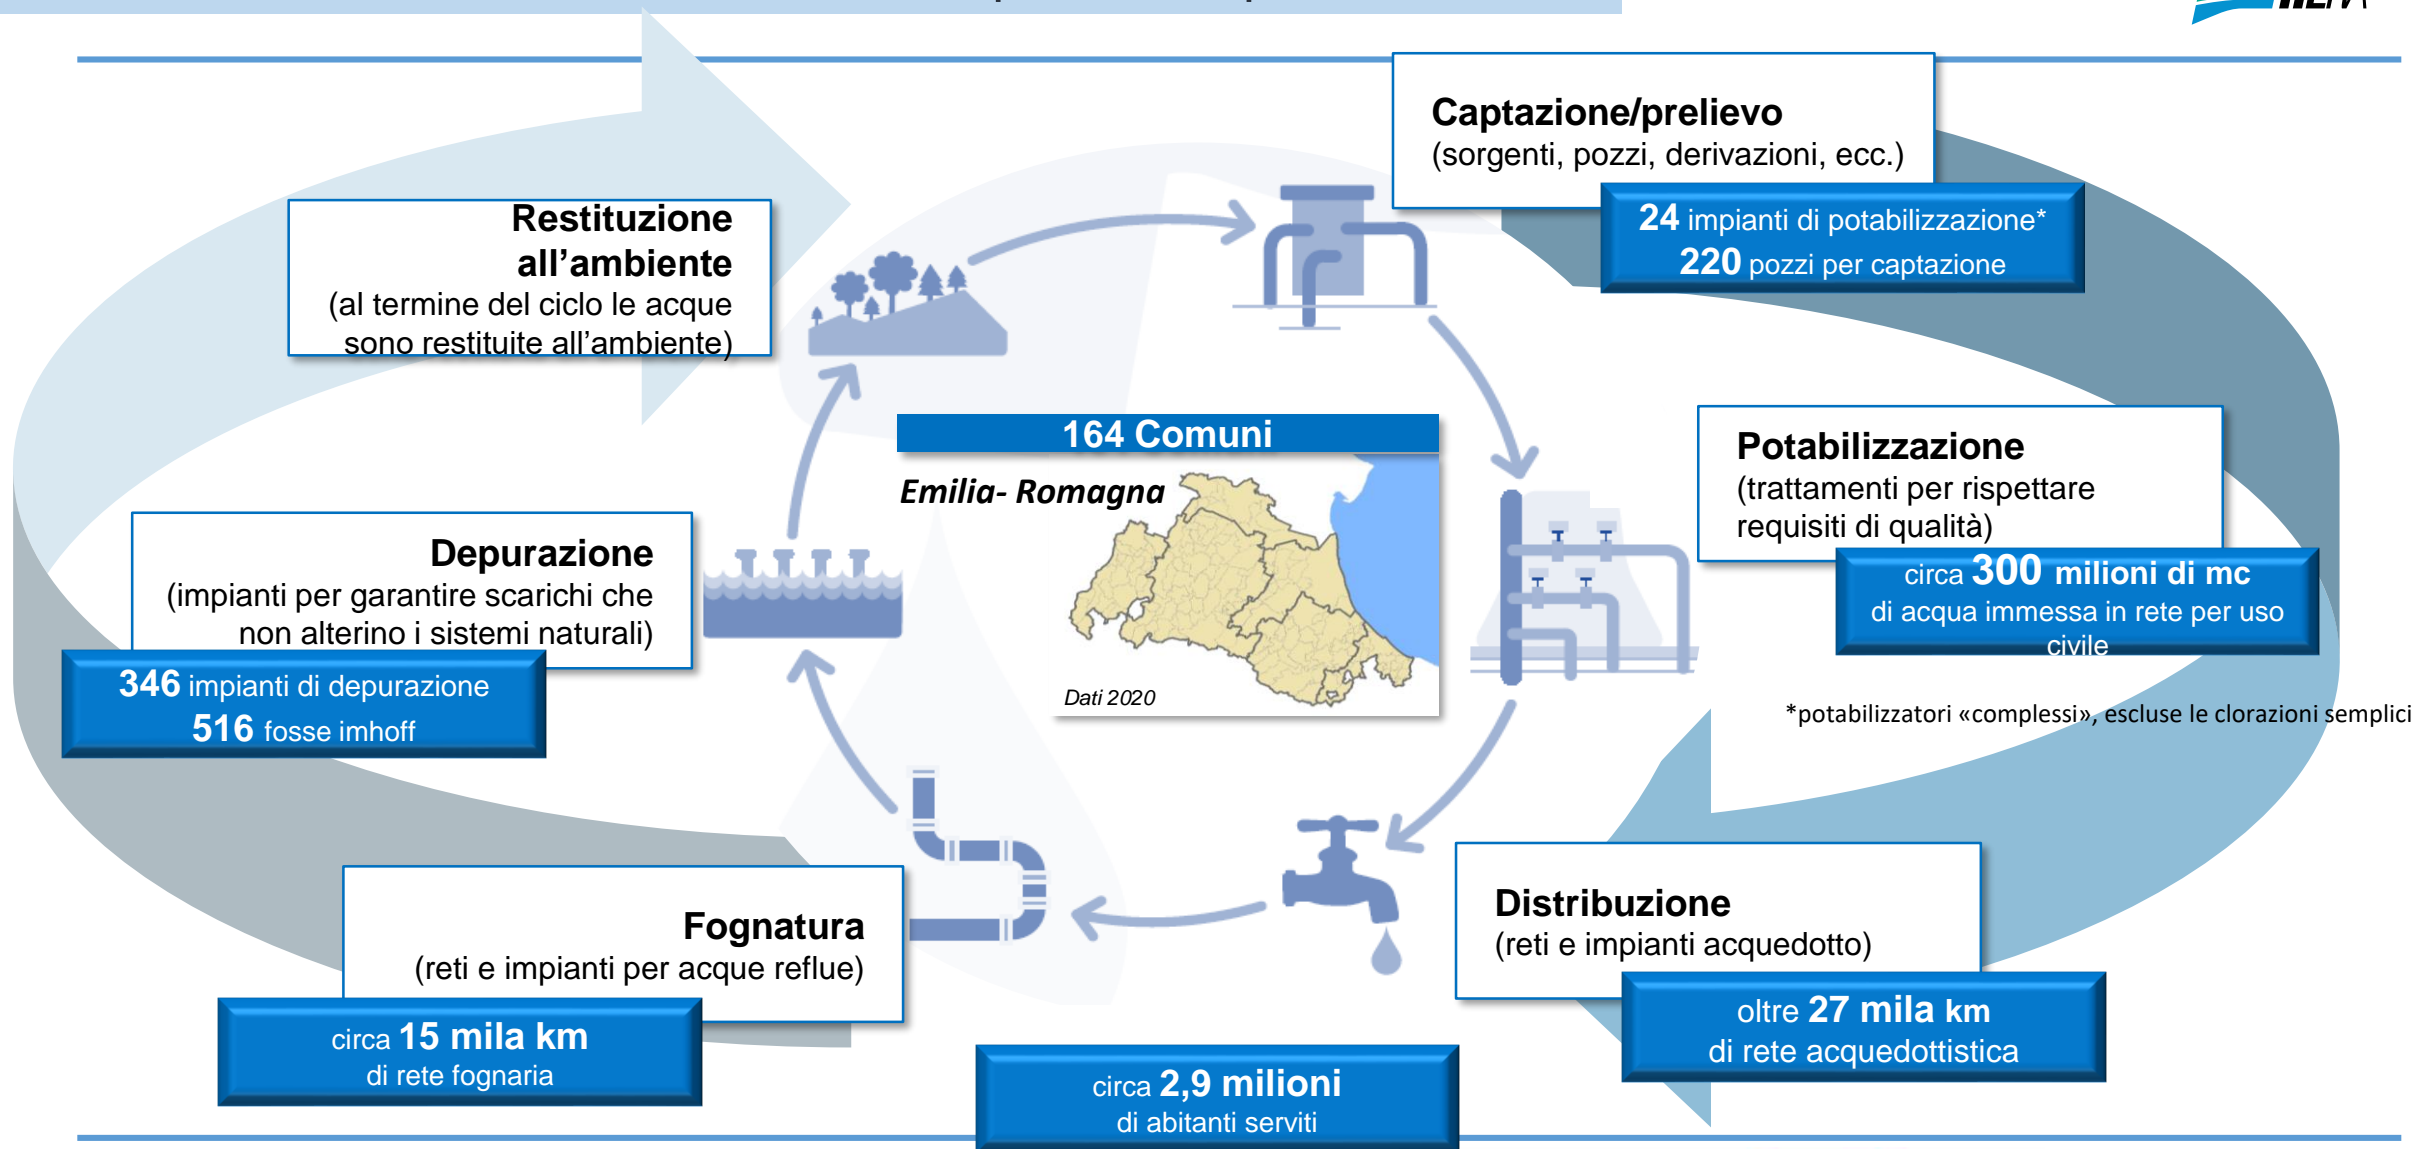 Captazione/prelievo
(sorgenti, pozzi, derivazioni, ecc.)
24 impianti di potabilizzazione*
220 pozzi per captazione
Restituzione
all’ambiente
(al termine del ciclo le acque
sono restituite all’ambiente)
164 Comuni
Emilia- Romagna
Dati 2020
Potabilizzazione
(trattamenti per rispettare
requisiti di qualità)
circa 300 milioni di mc
di acqua immessa in rete per uso
civile
*potabilizzatori «complessi», escluse le clorazioni semplici
Depurazione
(impianti per garantire scarichi che
non alterino i sistemi naturali)
346 impianti di depurazione
516 fosse imhoff
Distribuzione
(reti e impianti acquedotto)
oltre 27 mila km
di rete acquedottistica
Fognatura
(reti e impianti per acque reflue)
circa 15 mila km
di rete fognaria
circa 2,9 milioni
di abitanti serviti